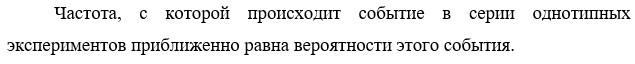 Частота, с которой происходит событие в серии однотипных
экспериментов приближенно равна вероятности этого события.